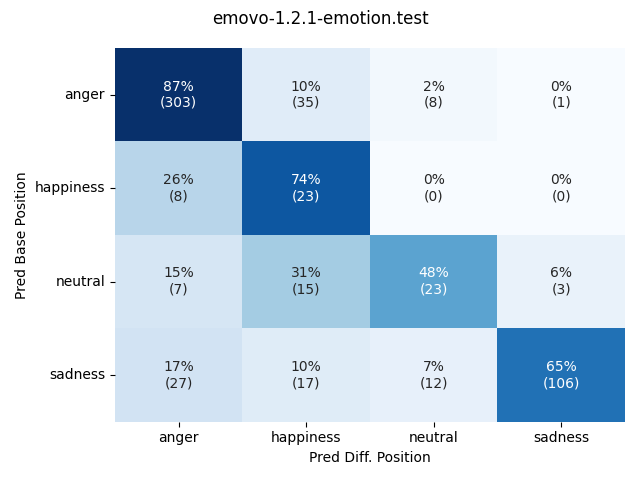 emovo-1.2.1-emotion.test
Pred Base Position
anger
87% 10% 2% 0%
(303) (35) (8) (1)
happiness
26% 74% 0% 0%
(8) (23) (0) (0)
neutral
15% 31% 48% 6%
(7) (15) (23) (3)
sadness
17% 10% 7% 65%
(27) (17) (12) (106)
anger happiness neutral sadness
Pred Diff. Position